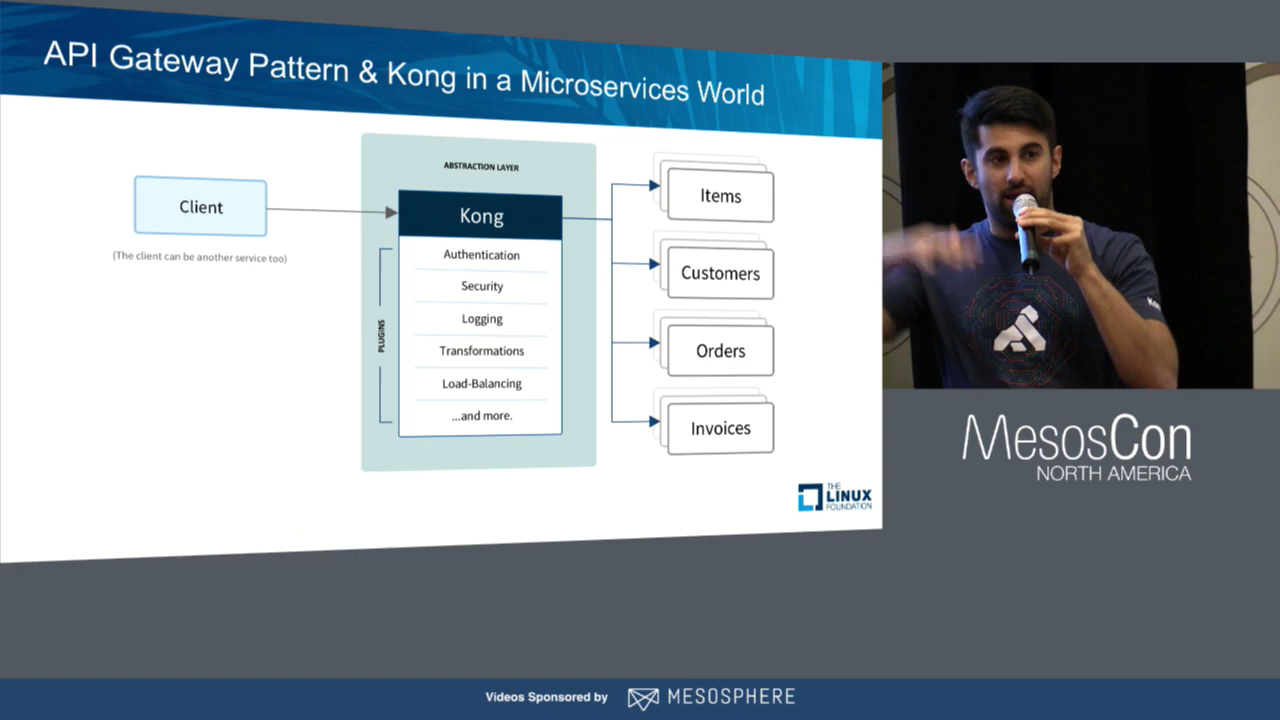 API Gateway Pattern & Kong in a Microservices World
ABSTRACTION LAYER
Client
(The client can be another service too)
Kong
PLUGINS
Authentication
Security
Logging
Transformations
Load-Balancing
...and more.
Items
Customers
Orders
Invoices
THE
LINUX
FOUNDATION
MesosCon
NORTH AMERICA
Videos Sponsored by
MESOSPHERE